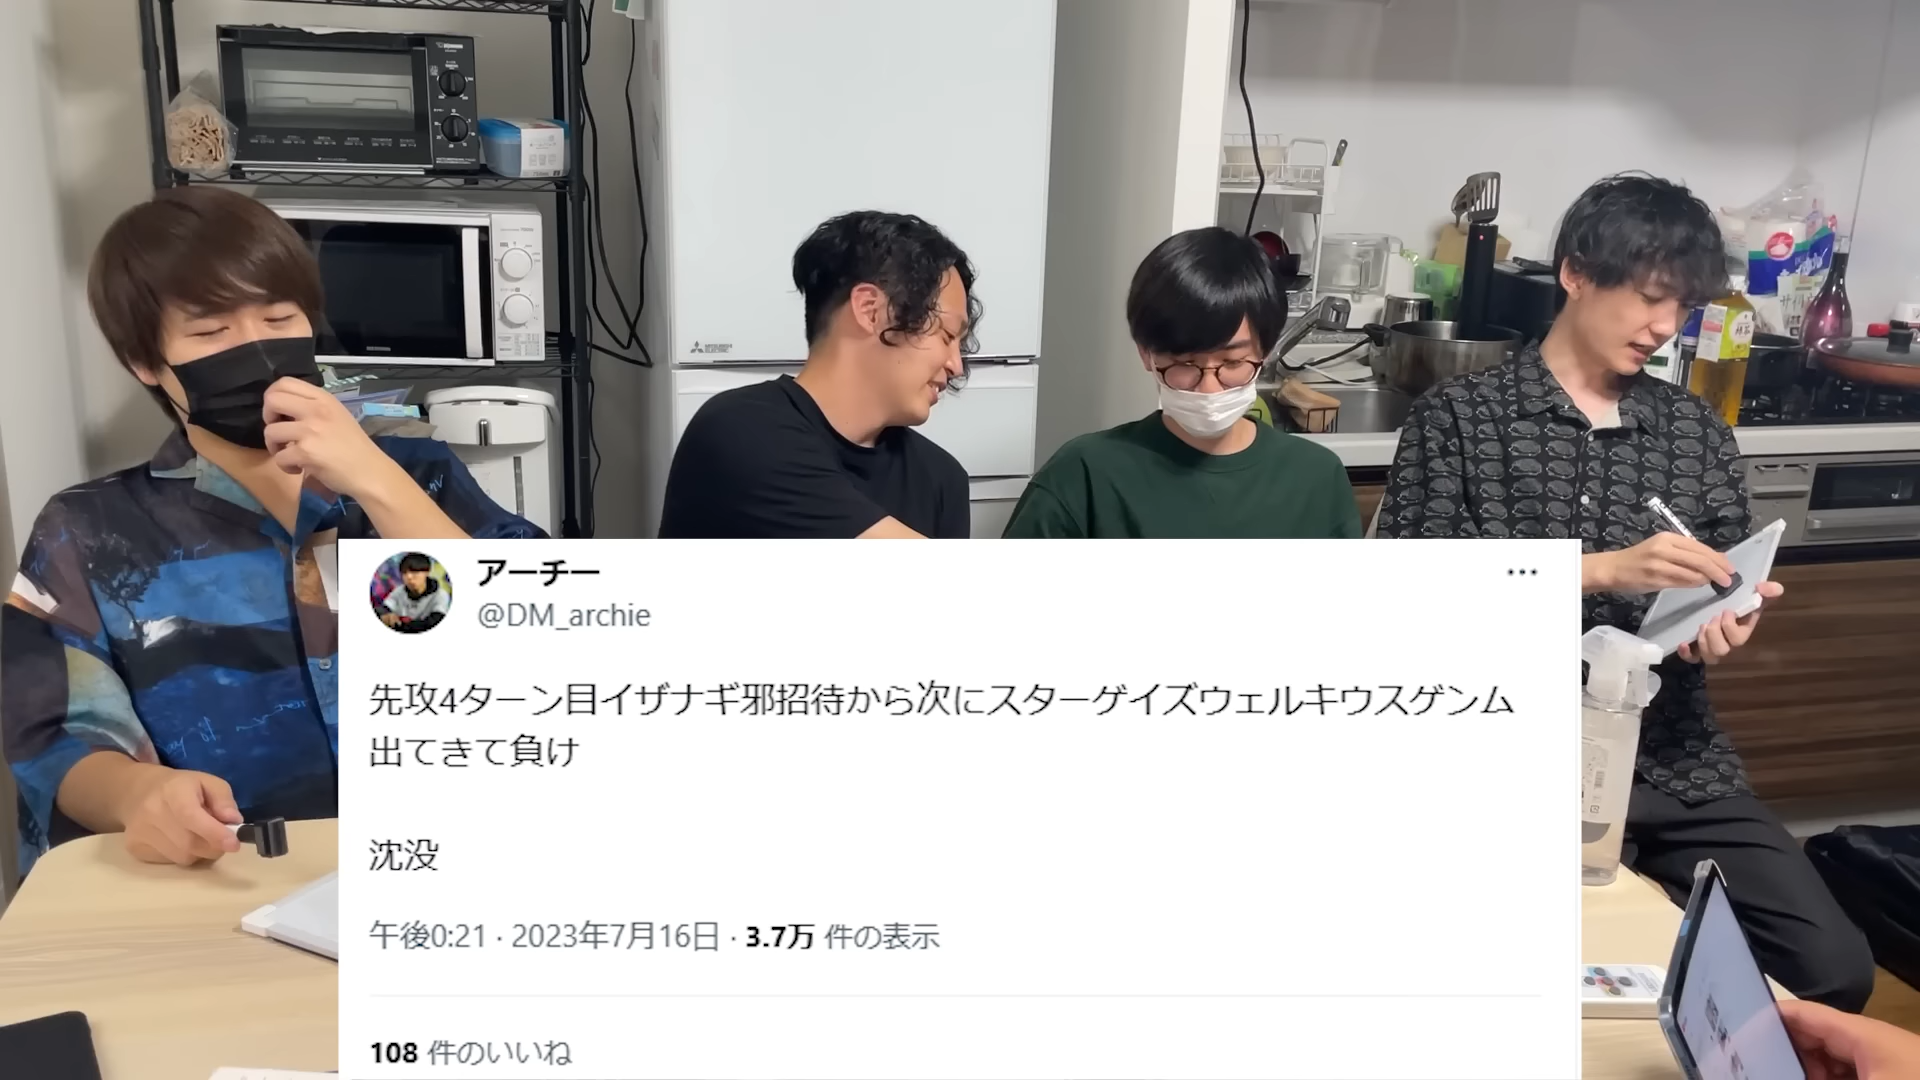 MITSUBISHI
ELECTRIC
アーチー
@DM_archie
先攻4ターン目イザナギ邪招待から次にスターゲイズウェルキウスゲンム
出てきて負け
沈没
午後0:21 · 2023年7月16日 · 3.7万 件の表示
108 件のいいね